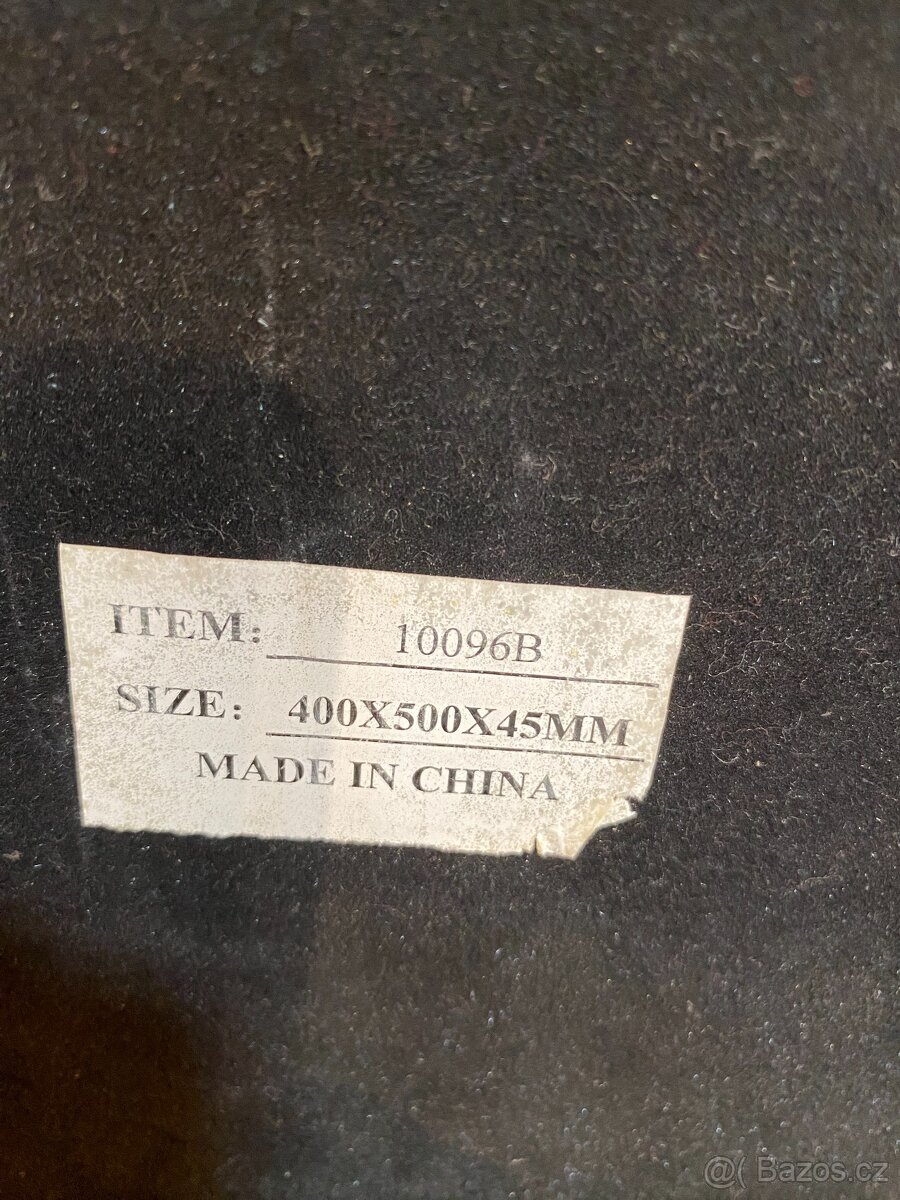 ITEM: 10096B
SIZE: 400X500X45MM
MADE IN CHINA
@( Bazos.cz